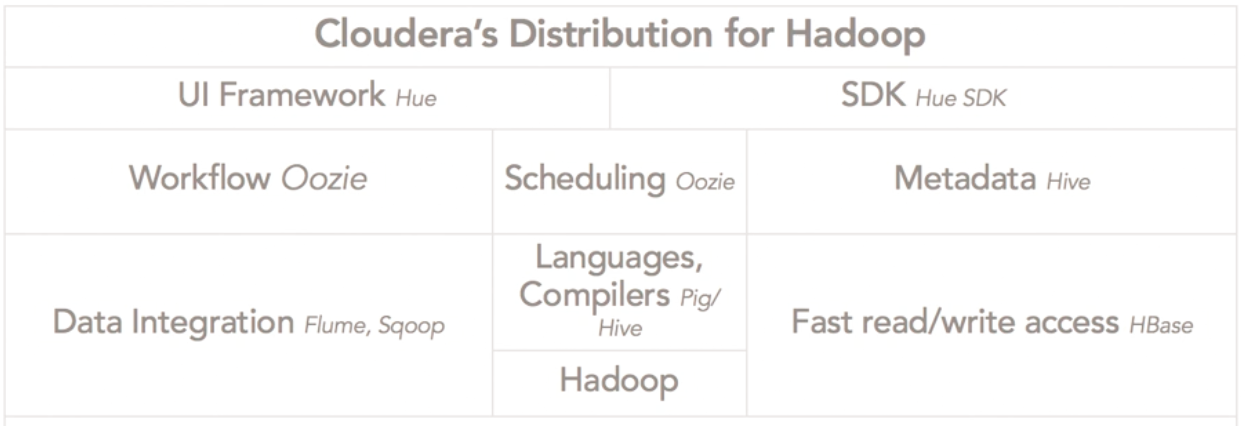 Cloudera’s Distribution for Hadoop
UI Framework Hue
SDK Hue SDK
Workflow Oozie
Scheduling Oozie
Metadata Hive
Data Integration Flume, Sqoop
Languages,
Compilers Pig/
Hive
Hadoop
Fast read/write access HBase